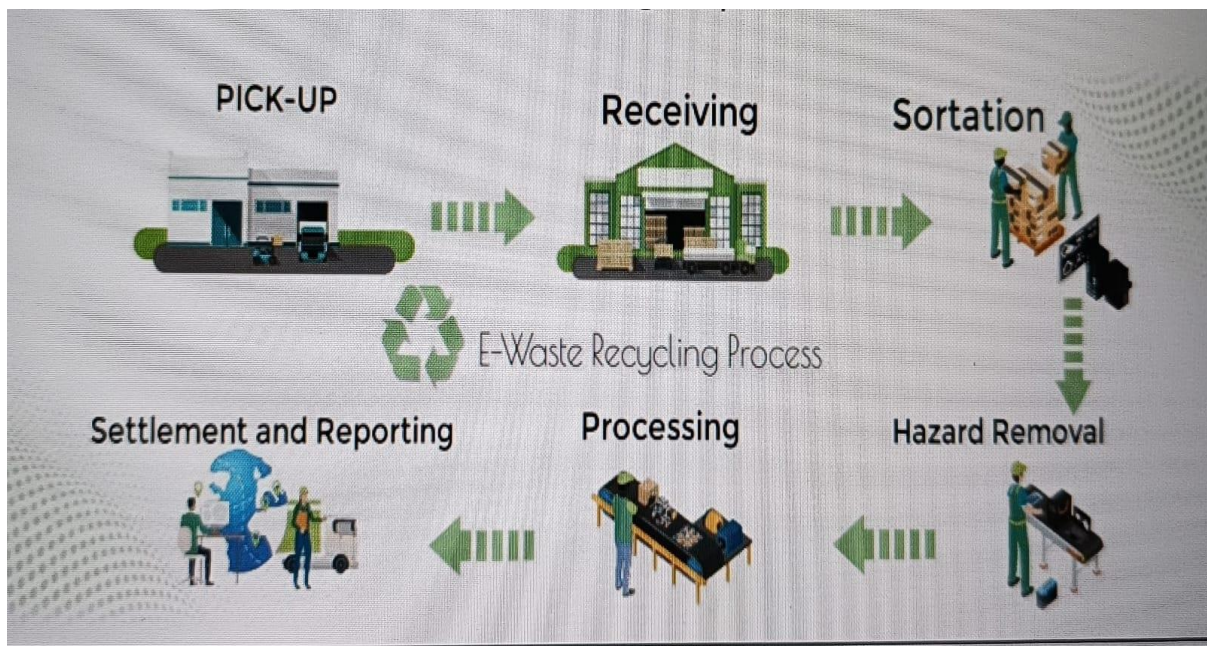 PICK-UP
Receiving
Sortation
E-Waste Recycling Process
Settlement and Reporting
Processing
Hazard Removal